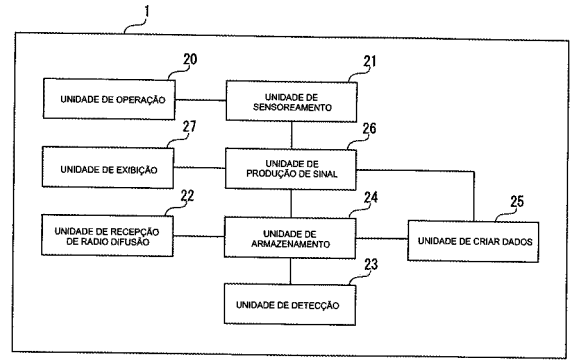 1
20
UNIDADE DE OPERAÇÃO
21
UNIDADE DE
SENSOREAMENTO
27
UNIDADE DE EXIBIÇÃO
26
UNIDADE DE
PRODUÇÃO DE SINAL
22
UNIDADE DE RECEPÇÃO
DE RADIO DIFUSÃO
24
UNIDADE DE
ARMAZENAMENTO
25
UNIDADE DE CRIAR DADOS
23
UNIDADE DE DETECÇÃO